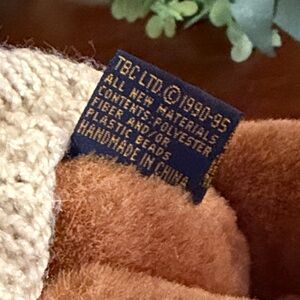 TBC LTD. © 1990-95
ALL NEW MATERIALS
CONTENTS: POLYESTER
FIBER AND/OR
PLASTIC BEADS
HANDMADE IN CHINA